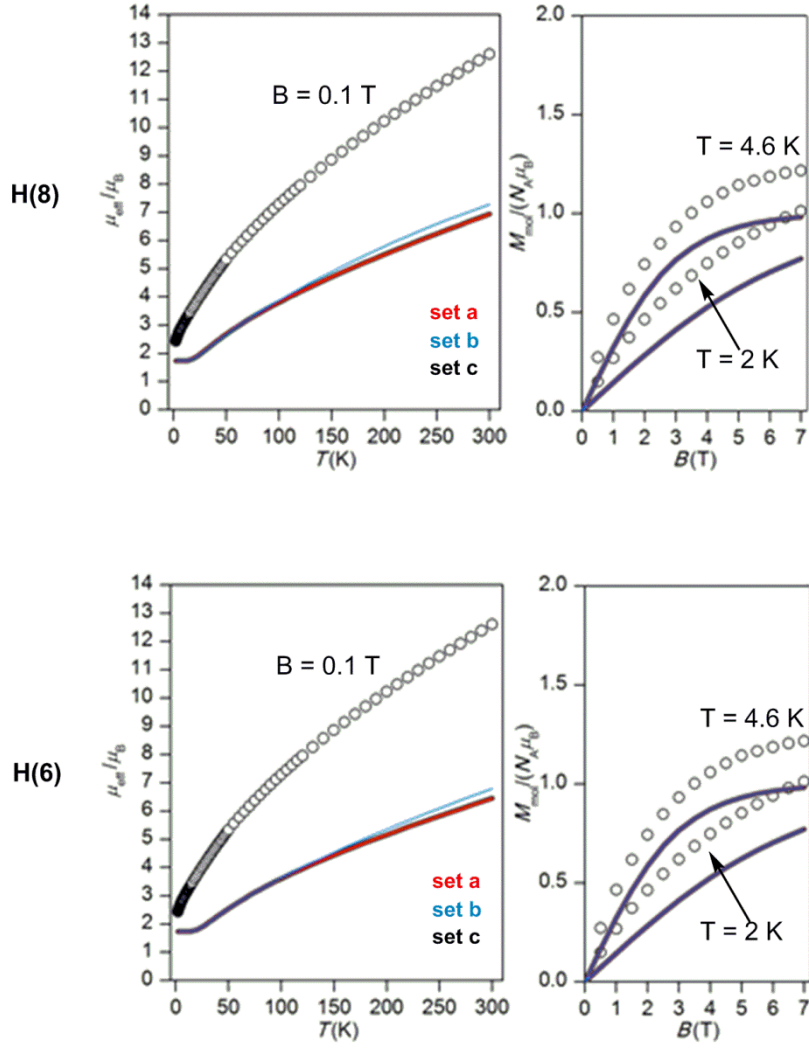 H(8)
μeff/μB
14
13
12
11
10
9
8
7
6
5
4
3
2
1
0
B = 0.1 T
set a
set b
set c
0 50 100 150 200 250 300
T(K)
Mmol/(NAμB)
2.0
1.5
1.0
0.5
0.0
T = 4.6 K
T = 2 K
0 1 2 3 4 5 6 7
B(T)
H(6)
μeff/μB
14
13
12
11
10
9
8
7
6
5
4
3
2
1
0
B = 0.1 T
set a
set b
set c
0 50 100 150 200 250 300
T(K)
Mmol/(NAμB)
2.0
1.5
1.0
0.5
0.0
T = 4.6 K
T = 2 K
0 1 2 3 4 5 6 7
B(T)